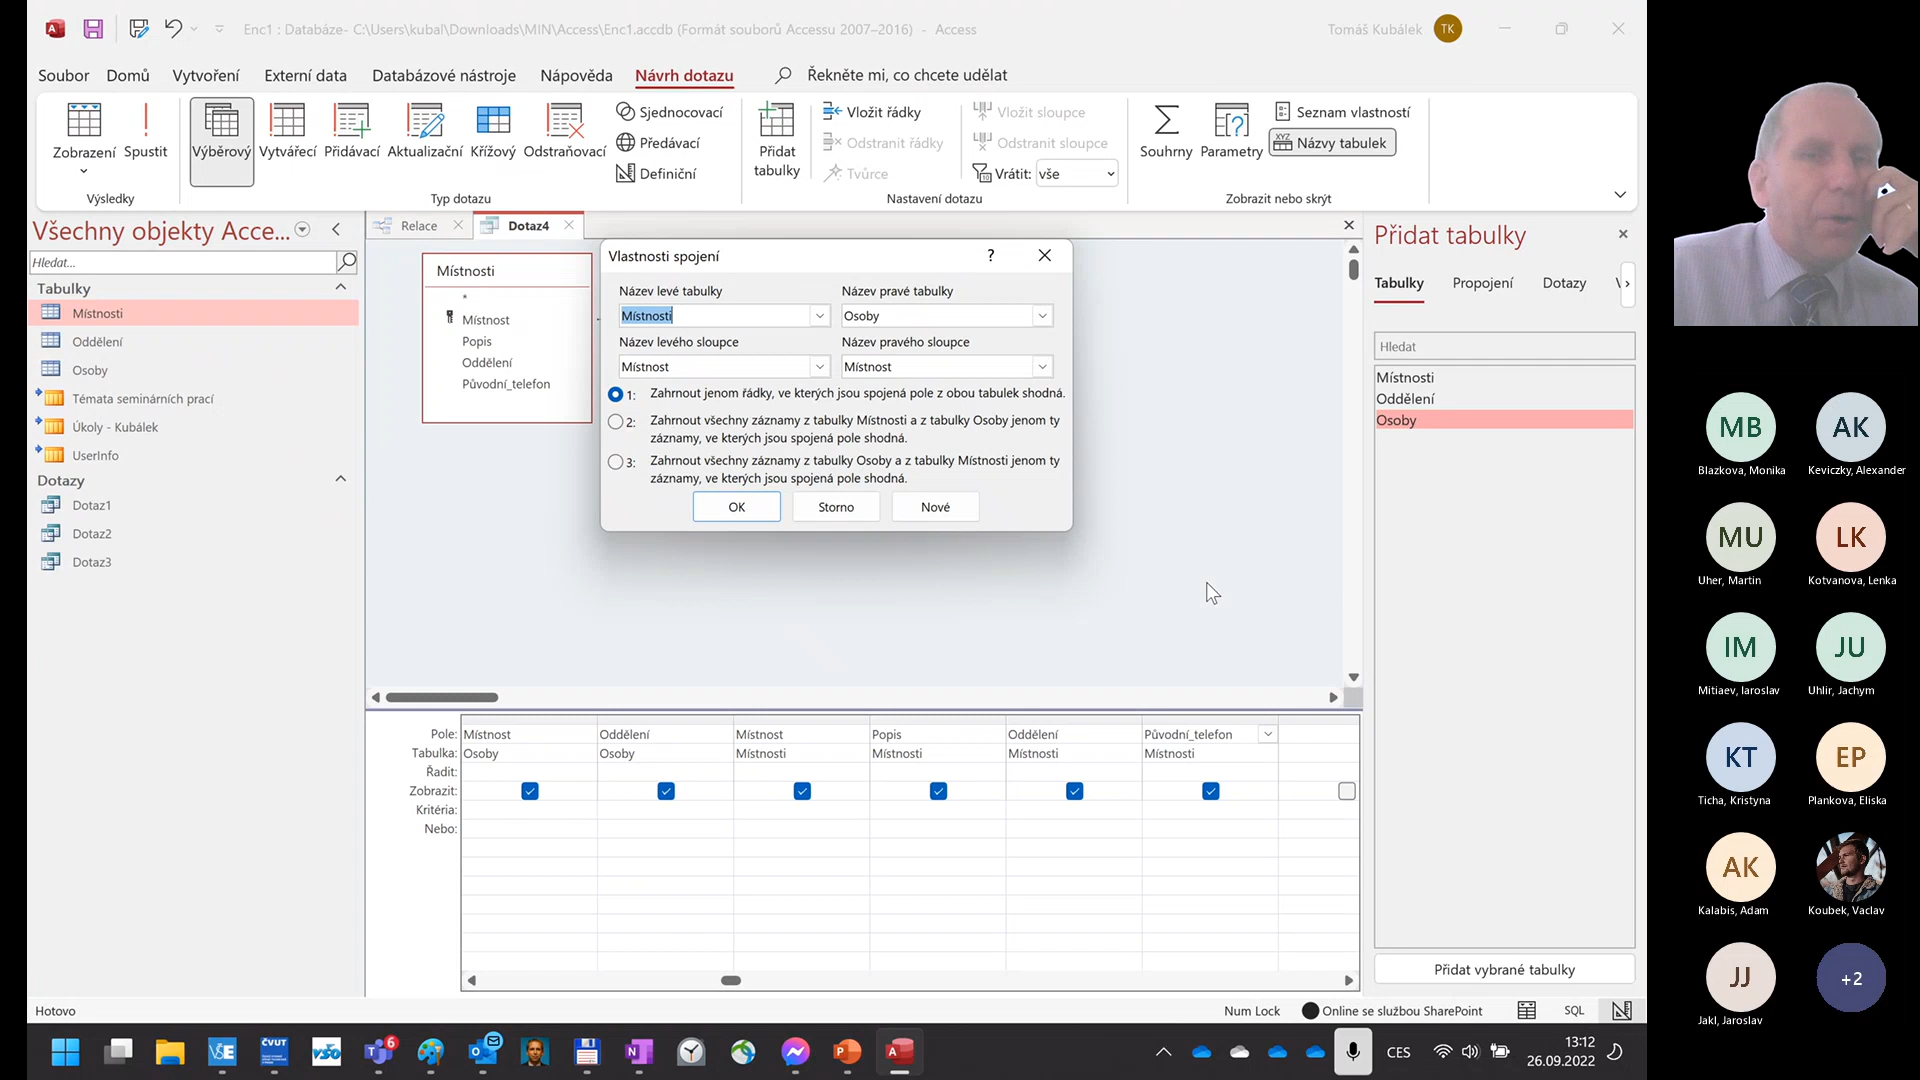 Enc1 : Databáze- C:\Users\kubal\Downloads\MIN\Access\Enc1.accdb (Formát souborů Accessu 2007–2016) - Access
Tomáš Kubálek
TK
Soubor
Domů
Vytvoření
Externí data
Databázové nástroje
Nápověda
Návrh dotazu
Řekněte mi, co chcete udělat
Zobrazení
Spustit
Výsledky
Výběrový
Vytvářecí
Přidávací
Aktualizační
Křížový
Odstraňovací
Sjednocovací
Předávací
Definiční
Typ dotazu
Přidat
tabulky
Vložit řádky
Odstranit řádky
Tvůrce
Vložit sloupce
Odstranit sloupce
Vrátit: vše
Nastavení dotazu
Souhrny
Parametry
Seznam vlastností
XYZ Názvy tabulek
Zobrazit nebo skrýt
Všechny objekty Acce...
Hledat...
Tabulky
Místnosti
Oddělení
Osoby
Témata seminárních prací
Úkoly - Kubálek
UserInfo
Dotazy
Dotaz1
Dotaz2
Dotaz3
Relace
Dotaz4
Místnosti
*
Místnost
Popis
Oddělení
Původní_telefon
Vlastnosti spojení
?
Název levé tabulky
Název pravé tabulky
Místnosti
Osoby
Název levého sloupce
Název pravého sloupce
Místnost
Místnost
1: Zahrnout jenom řádky, ve kterých jsou spojená pole z obou tabulek shodná.
2: Zahrnout všechny záznamy z tabulky Místnosti a z tabulky Osoby jenom ty
záznamy, ve kterých jsou spojená pole shodná.
3: Zahrnout všechny záznamy z tabulky Osoby a z tabulky Místnosti jenom ty
záznamy, ve kterých jsou spojená pole shodná.
OK
Storno
Nové
Přidat tabulky
Tabulky
Propojení
Dotazy
Hledat
Místnosti
Oddělení
Osoby
Přidat vybrané tabulky
Pole: Místnost Oddělení Místnost Popis Oddělení Původní_telefon
Tabulka: Osoby Osoby Místnosti Místnosti Místnosti Místnosti
Řadit:
Zobrazit:
Kritéria:
Nebo:
Hotovo
Num Lock
Online se službou SharePoint
SQL
VŠE
ČVUT
VŠO
6
CES
13:12
26.09.2022
MB
Blazkova, Monika
AK
Keviczky, Alexander
MU
Uher, Martin
LK
Kotvanova, Lenka
IM
Mitiaev, Iaroslav
JU
Uhlir, Jachym
KT
Ticha, Kristyna
EP
Plankova, Eliska
AK
Kalabis, Adam
Koubek, Vaclav
JJ
Jakl, Jaroslav
+2